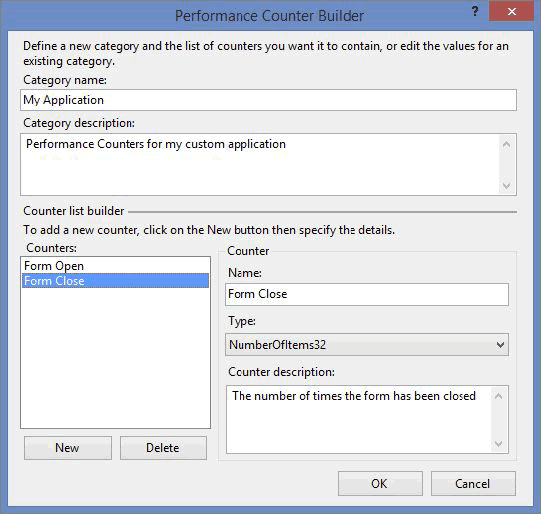 Performance Counter Builder
?
x
Define a new category and the list of counters you want it to contain, or edit the values for an
existing category.
Category name:
My Application
Category description:
Performance Counters for my custom application
Counter list builder
To add a new counter, click on the New button then specify the details.
Counters:
Form Open
Form Close
New
Delete
Counter
Name:
Form Close
Type:
NumberOfItems32
Counter description:
The number of times the form has been closed
OK
Cancel